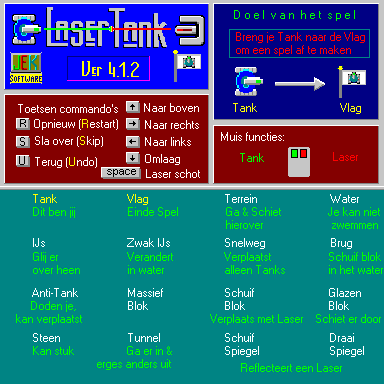 LaserTank
JEK
SOFTWARE
Ver 4.1.2
Doel van het spel
Breng je Tank naar de Vlag
om een spel af te maken
Tank Vlag
Toetsen commando's
R Opnieuw (Restart)
S Sla over (Skip)
U Terug (Undo)
Naar boven
Naar rechts
Naar links
Omlaag
space Laser schot
Muis functies:
Tank Laser
Tank Vlag Terrein Water
Dit ben jij Einde Spel Ga & Schiet Je kan niet
hierover zwemmen
IJs Zwak IJs Snelweg Brug
Glij er Verandert Verplaatst Schuif blok
over heen in water alleen Tanks in het water
Anti-Tank Massief Schuif Glazen
Doden je, Blok Blok Blok
kan verplaatst Verplaats met Laser Schiet er door
Steen Tunnel Schuif Draai
Kan stuk Ga er in & Spiegel Spiegel
erges anders uit Reflecteert een Laser